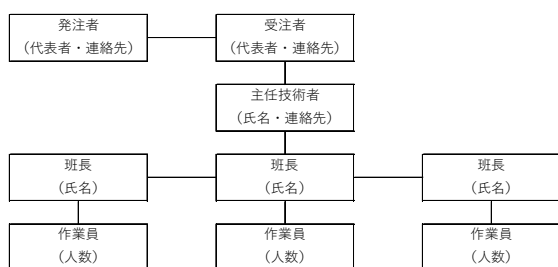 発注者
(代表者・連絡先)
受注者
(代表者・連絡先)
主任技術者
(氏名・連絡先)
班長
(氏名)
班長
(氏名)
班長
(氏名)
作業員
(人数)
作業員
(人数)
作業員
(人数)